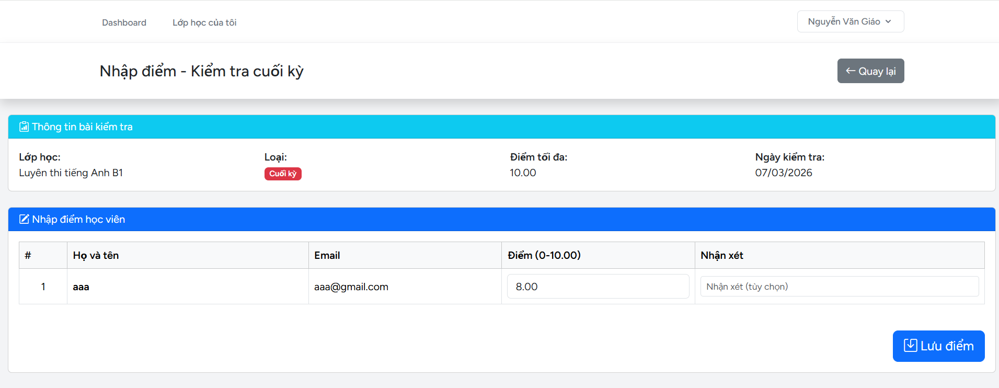 Dashboard
Lớp học của tôi
Nguyễn Văn Giáo
Nhập điểm - Kiểm tra cuối kỳ
Quay lại
Thông tin bài kiểm tra
Lớp học:
Luyên thi tiếng Anh B1
Loại:
Cuối kỳ
Điểm tối đa:
10.00
Ngày kiểm tra:
07/03/2026
Nhập điểm học viên
# Họ và tên Email Điểm (0-10.00) Nhận xét
1 aaa aaa@gmail.com 8.00 Nhận xét (tùy chọn)
Lưu điểm